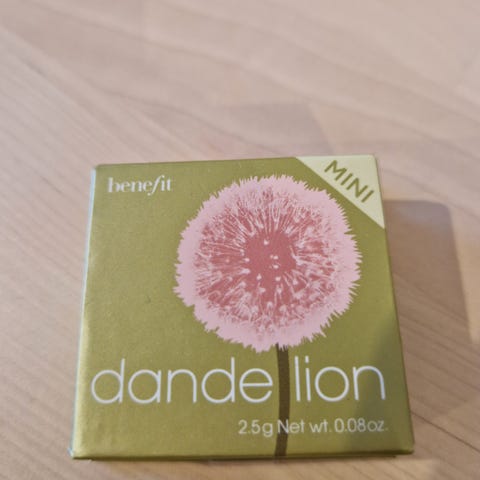 benefit
MINI
dandelion
2.5g Net wt. 0.08oz.